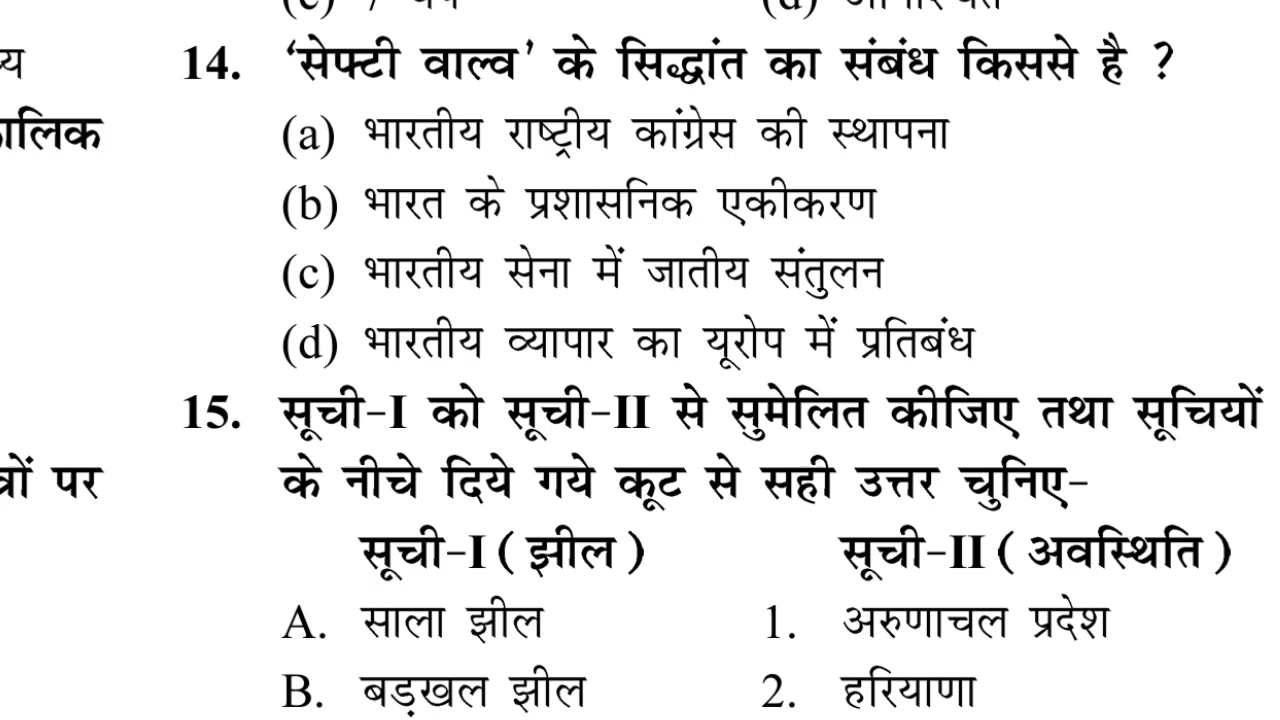 14. ‘सेफ्टी वाल्व’ के सिद्धांत का संबंध किससे है ?
(a) भारतीय राष्ट्रीय कांग्रेस की स्थापना
(b) भारत के प्रशासनिक एकीकरण
(c) भारतीय सेना में जातीय संतुलन
(d) भारतीय व्यापार का यूरोप में प्रतिबंध
15. सूची-I को सूची-II से सुमेलित कीजिए तथा सूचियों
के नीचे दिये गये कूट से सही उत्तर चुनिए-
सूची-I ( झील ) सूची-II ( अवस्थिति )
A. साला झील 1. अरुणाचल प्रदेश
B. बड़खल झील 2. हरियाणा
पर